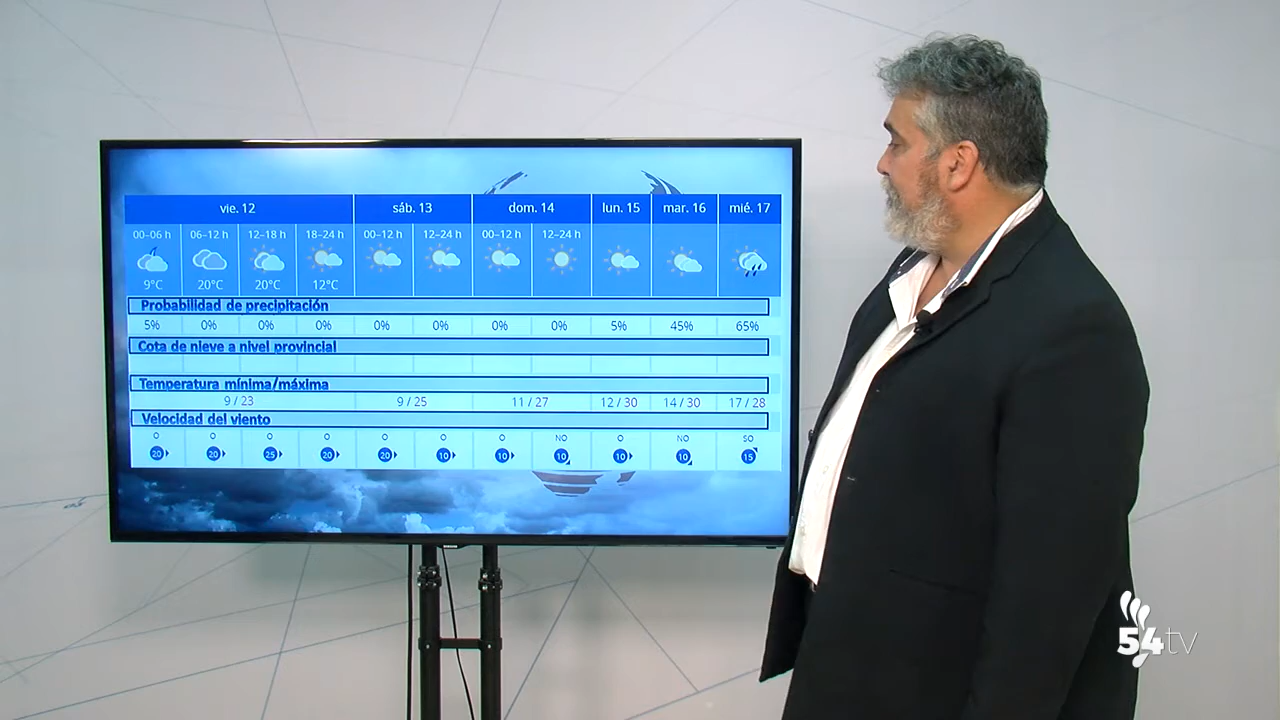 vie. 12 sáb. 13 dom. 14 lun. 15 mar. 16 mié. 17
00–06 h 06–12 h 12–18 h 18–24 h 00–12 h 12–24 h 00–12 h 12–24 h
9°C 20°C 20°C 12°C
Probabilidad de precipitación
5% 0% 0% 0% 0% 0% 0% 0% 5% 45% 65%
Cota de nieve a nivel provincial
Temperatura mínima/máxima
9 / 23 9 / 25 11 / 27 12 / 30 14 / 30 17 / 28
Velocidad del viento
O O O O O O O NO O NO SO
20 20 25 20 20 10 10 10 10 10 15
54tv